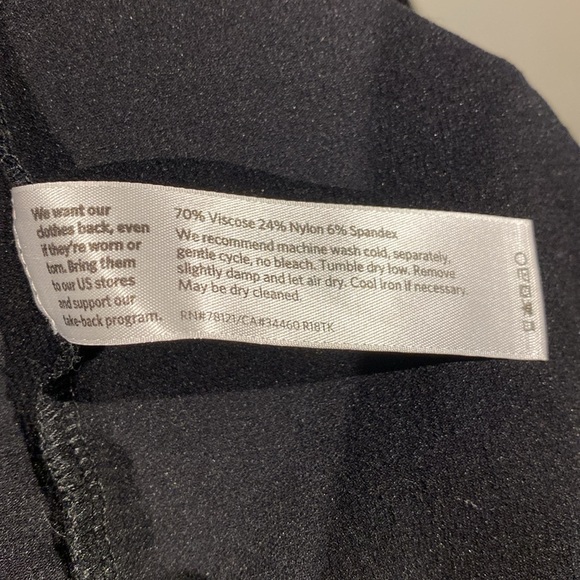 We want our
clothes back, even
if they're worn or
torn. Bring them
to our US stores
and support our
take-back program.
70% Viscose 24% Nylon 6% Spandex
We recommend machine wash cold, separately,
gentle cycle, no bleach. Tumble dry low. Remove
slightly damp and let air dry. Cool iron if necessary.
May be dry cleaned.
RN#78121/CA#34460 R18TK